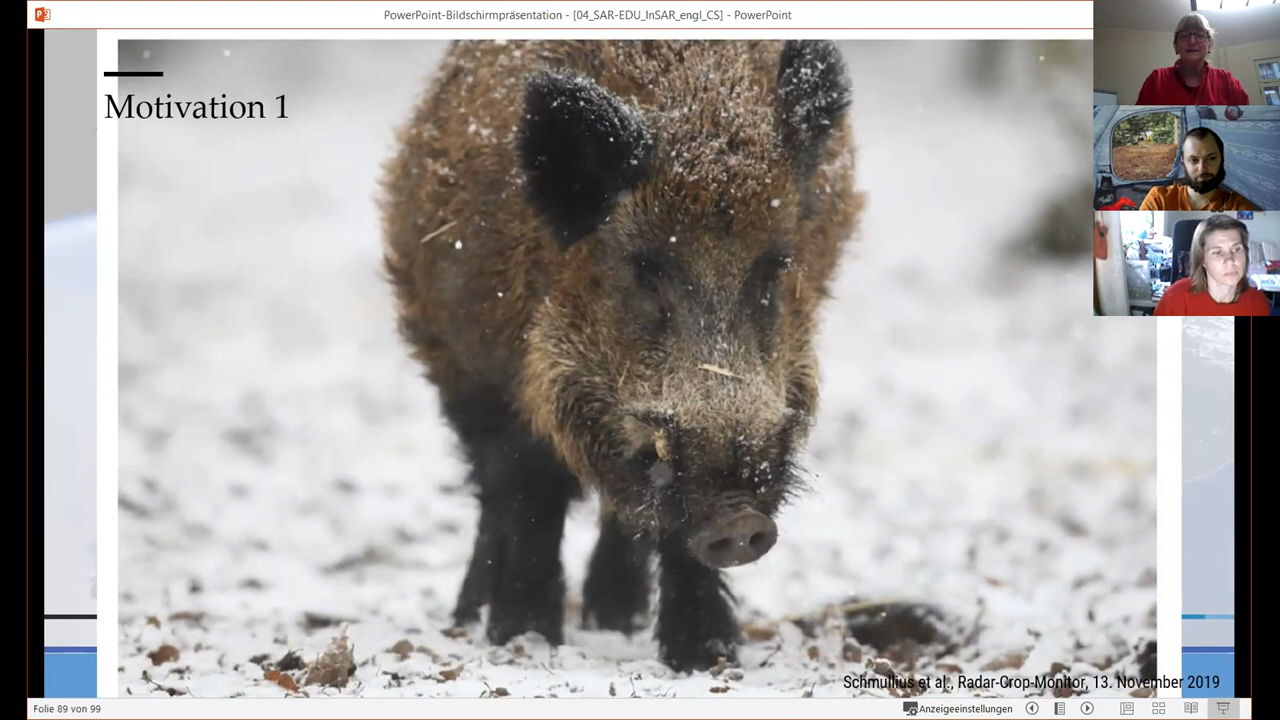 PowerPoint-Bildschirmpräsentation - [04_SAR-EDU_InSAR_engl_CS] - PowerPoint
Motivation 1
Schmullius et al., Radar-Crop-Monitor, 13. November 2019
Folie 89 von 99
Anzeigeeinstellungen